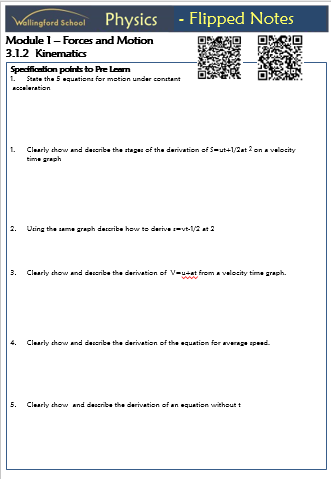 Wallingford School Physics - Flipped Notes
Module 1 – Forces and Motion
3.1.2 Kinematics
Specification points to Pre Learn
1. State the 5 equations for motion under constant
acceleration
1. Clearly show and describe the stages of the derivation of S=ut+1/2at 2 on a velocity
time graph
2. Using the same graph describe how to derive s=vt-1/2 at 2
3. Clearly show and describe the derivation of V=u+at from a velocity time graph.
4. Clearly show and describe the derivation of the equation for average speed.
5. Clearly show and describe the derivation of an equation without t